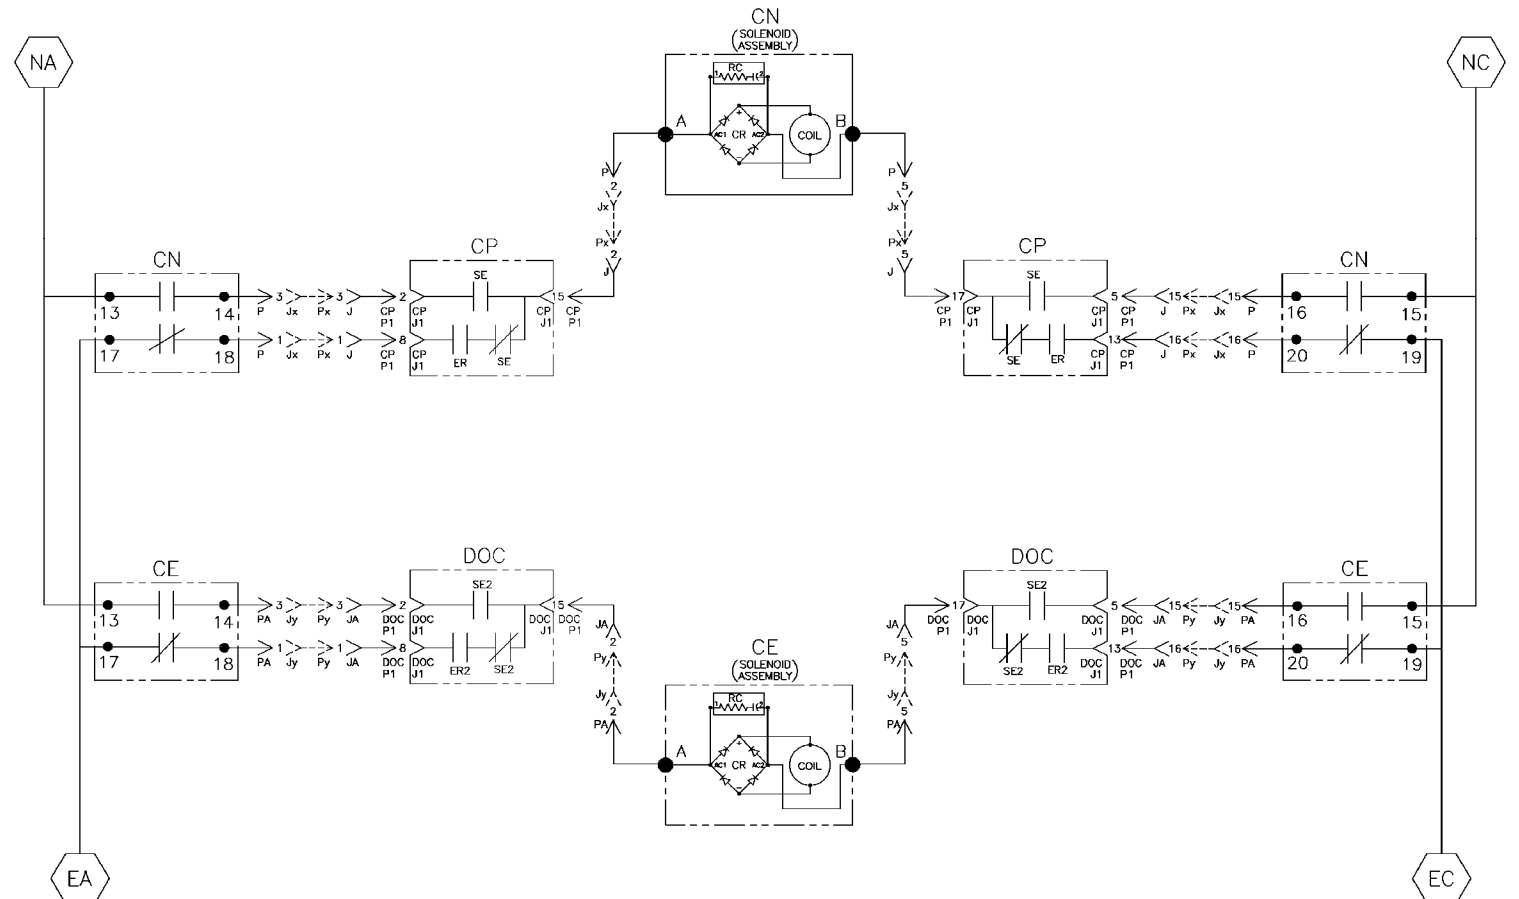 CN
(SOLENOID
ASSEMBLY)
NA
NC
1 RC 2
A
B
+
AC1 CR AC2
COIL
-
P
2
Jx
Px
2
J
P
5
Jx
Px
5
J
CN
CP
CP
CN
SE
SE
13
14
3 3
P Jx Px J
2
CP
P1
CP
J1
15
CP
J1
CP
P1
17
CP
P1
CP
J1
5
CP
J1
CP
P1
15 15
J Px Jx P
16
15
17
18
1 1
P Jx Px J
8
CP
P1
CP
J1
ER
SE
SE
ER
13
CP
J1
CP
P1
16 16
J Px Jx P
20
19
CE
DOC
DOC
CE
SE2
SE2
13
14
3 3
PA Jy Py JA
2
DOC
P1
DOC
J1
15
DOC
J1
DOC
P1
17
DOC
P1
DOC
J1
5
DOC
J1
DOC
P1
15 15
JA Py Jy PA
16
15
17
18
1 1
PA Jy Py JA
8
DOC
P1
DOC
J1
ER2
SE2
SE2
ER2
13
DOC
J1
DOC
P1
16 16
JA Py Jy PA
20
19
JA
2
Py
Jy
2
PA
JA
5
Py
Jy
5
PA
CE
(SOLENOID
ASSEMBLY)
1 RC 2
A
B
+
AC1 CR AC2
COIL
-
EA
EC